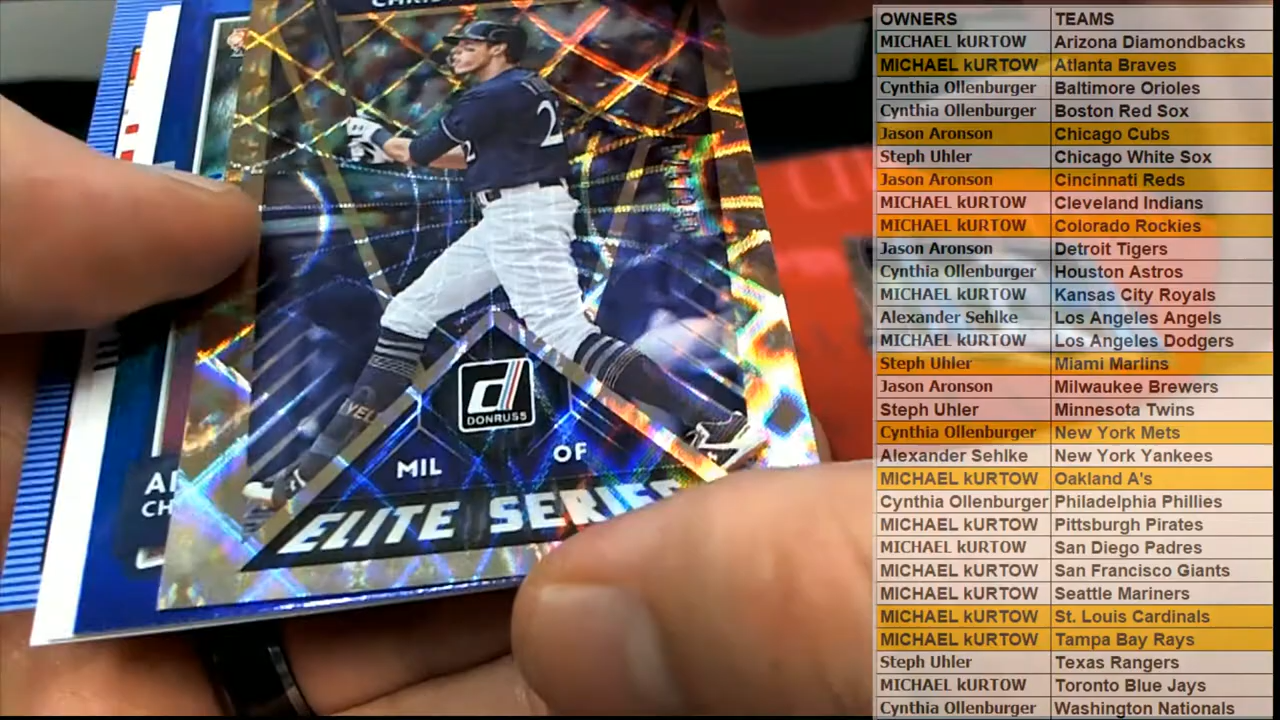 CHRIS
2
2
YEL
d
DONRUSS
MIL
OF
ELITE SERIES
CH
OWNERS TEAMS
MICHAEL kURTOW Arizona Diamondbacks
MICHAEL kURTOW Atlanta Braves
Cynthia Ollenburger Baltimore Orioles
Cynthia Ollenburger Boston Red Sox
Jason Aronson Chicago Cubs
Steph Uhler Chicago White Sox
Jason Aronson Cincinnati Reds
MICHAEL kURTOW Cleveland Indians
MICHAEL kURTOW Colorado Rockies
Jason Aronson Detroit Tigers
Cynthia Ollenburger Houston Astros
MICHAEL kURTOW Kansas City Royals
Alexander Sehlke Los Angeles Angels
MICHAEL kURTOW Los Angeles Dodgers
Steph Uhler Miami Marlins
Jason Aronson Milwaukee Brewers
Steph Uhler Minnesota Twins
Cynthia Ollenburger New York Mets
Alexander Sehlke New York Yankees
MICHAEL kURTOW Oakland A's
Cynthia Ollenburger Philadelphia Phillies
MICHAEL kURTOW Pittsburgh Pirates
MICHAEL kURTOW San Diego Padres
MICHAEL kURTOW San Francisco Giants
MICHAEL kURTOW Seattle Mariners
MICHAEL kURTOW St. Louis Cardinals
MICHAEL kURTOW Tampa Bay Rays
Steph Uhler Texas Rangers
MICHAEL kURTOW Toronto Blue Jays
Cynthia Ollenburger Washington Nationals